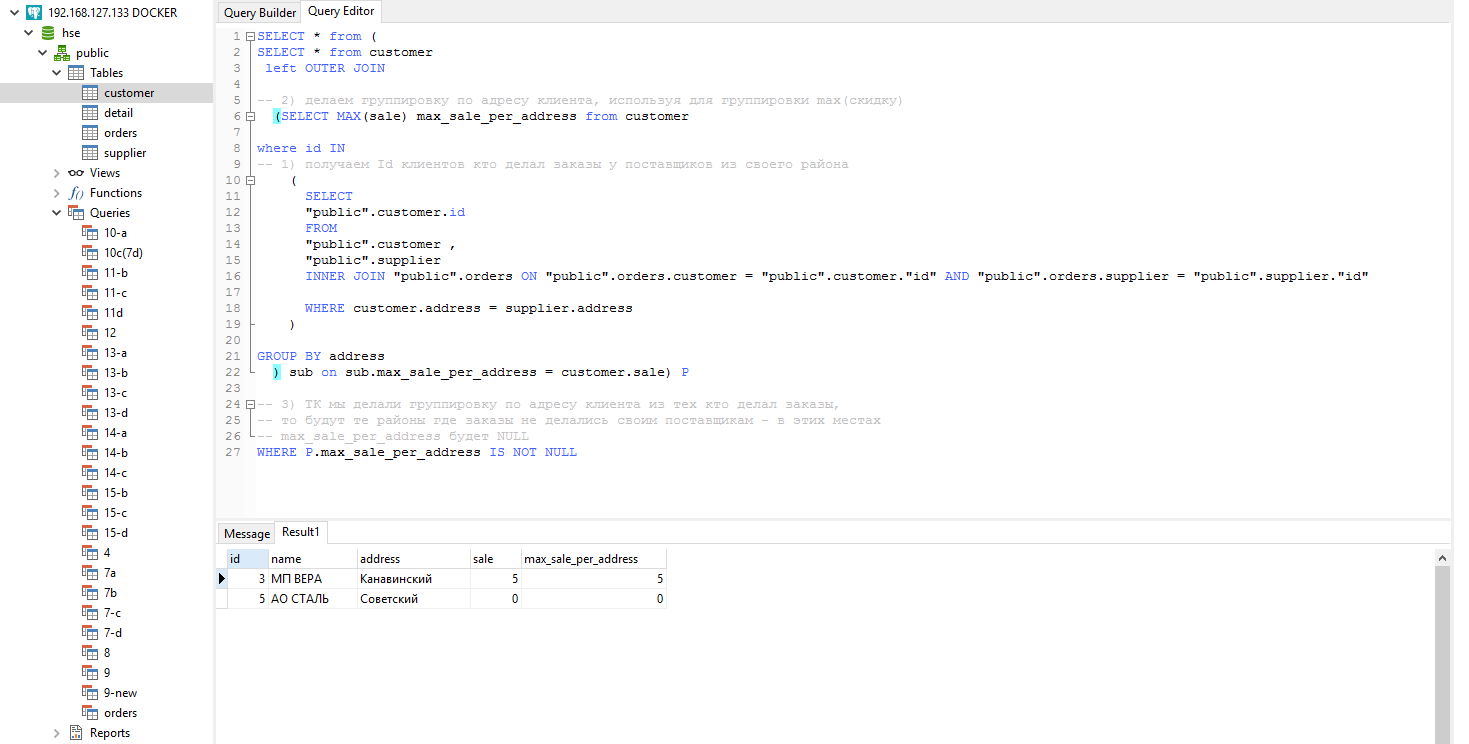 192.168.127.133 DOCKER
hse
public
Tables
customer
detail
orders
supplier
Views
Functions
Queries
10-a
10c(7d)
11-b
11-c
11d
12
13-a
13-b
13-c
13-d
14-a
14-b
14-c
15-b
15-c
15-d
4
7a
7b
7-c
7-d
8
9
9-new
orders
Reports
Query Builder Query Editor
1 SELECT * from (
2 SELECT * from customer
3 left OUTER JOIN
4
5 -- 2) делаем группировку по адресу клиента, используя для группировки max(скидку)
6 (SELECT MAX(sale) max_sale_per_address from customer
7
8 where id IN
9 -- 1) получаем Id клиентов кто делал заказы у поставщиков из своего района
10 (
11 SELECT
12 "public".customer.id
13 FROM
14 "public".customer ,
15 "public".supplier
16 INNER JOIN "public".orders ON "public".orders.customer = "public".customer."id" AND "public".orders.supplier = "public".supplier."id"
17
18 WHERE customer.address = supplier.address
19 )
20
21 GROUP BY address
22 ) sub on sub.max_sale_per_address = customer.sale) P
23
24 -- 3) ТК мы делали группировку по адресу клиента из тех кто делал заказы,
25 -- то будут те районы где заказы не делались своим поставщикам - в этих местах
26 -- max_sale_per_address будет NULL
27 WHERE P.max_sale_per_address IS NOT NULL
Message Result1
id name address sale max_sale_per_address
3 МП ВЕРА Канавинский 5 5
5 АО СТАЛЬ Советский 0 0